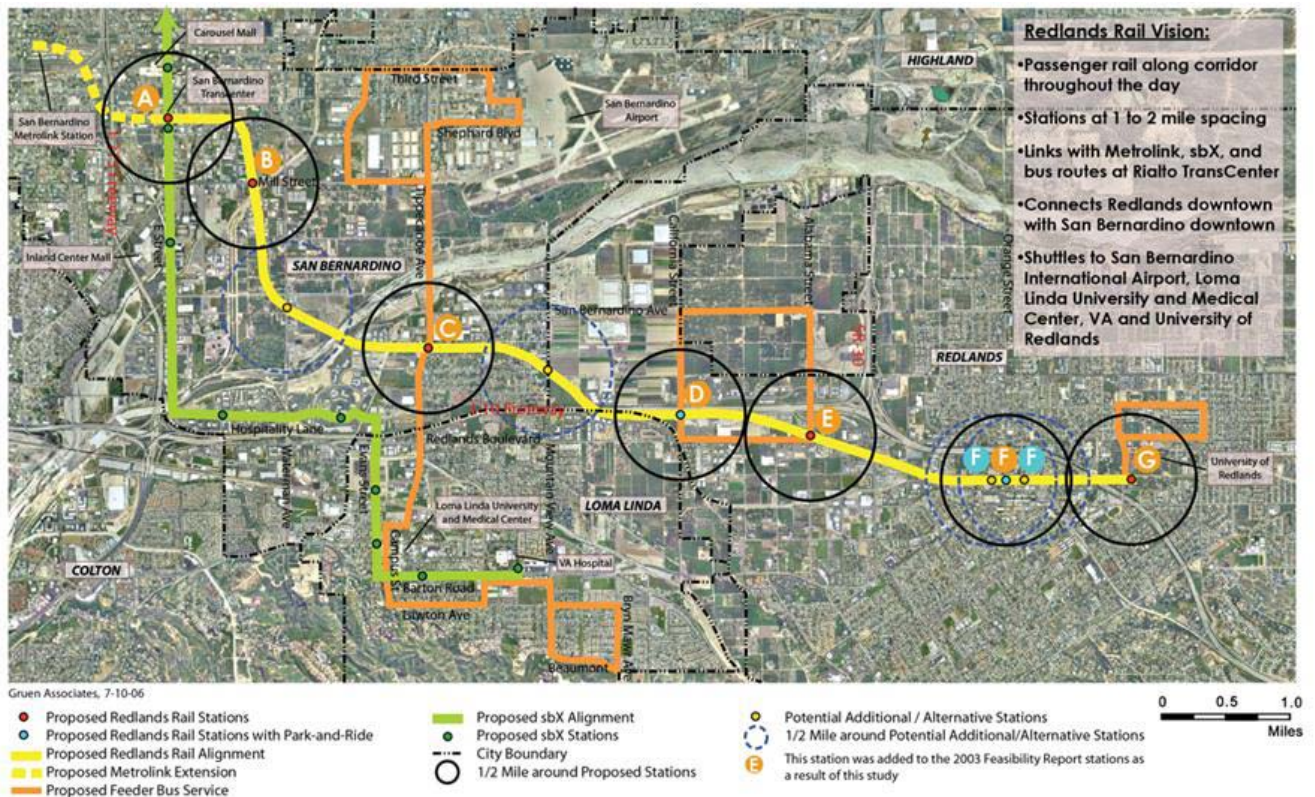 Carousel Mall
San Bernardino
Transcenter
San Bernardino
Metrolink Station
A
B
Mill Street
Inland Center Mall
E Street
SAN BERNARDINO
Third Street
Shephard Blvd
San Bernardino
Airport
Tippecanoe Ave
C
San Bernardino Ave
California Street
Alabama Street
Orange Street
HIGHLAND
REDLANDS
D
E
F
F
F
G
University of
Redlands
I-10 Freeway
Hospitality Lane
Redlands Boulevard
Waterman Ave
Mountain View Ave
LOMA LINDA
Loma Linda University
and Medical Center
Campus St
VA Hospital
COLTON
Barton Road
Lawton Ave
Bryn Mawr Ave
Beaumont
Redlands Rail Vision:
•Passenger rail along corridor
throughout the day
•Stations at 1 to 2 mile spacing
•Links with Metrolink, sbX, and
bus routes at Rialto TransCenter
•Connects Redlands downtown
with San Bernardino downtown
•Shuttles to San Bernardino
International Airport, Loma
Linda University and Medical
Center, VA and University of
Redlands
Gruen Associates, 7-10-06
Proposed Redlands Rail Stations
Proposed Redlands Rail Stations with Park-and-Ride
Proposed Redlands Rail Alignment
Proposed Metrolink Extension
Proposed Feeder Bus Service
Proposed sbX Alignment
Proposed sbX Stations
City Boundary
1/2 Mile around Proposed Stations
Potential Additional / Alternative Stations
1/2 Mile around Potential Additional/Alternative Stations
E
This station was added to the 2003 Feasibility Report stations as
a result of this study
0 0.5 1.0
Miles